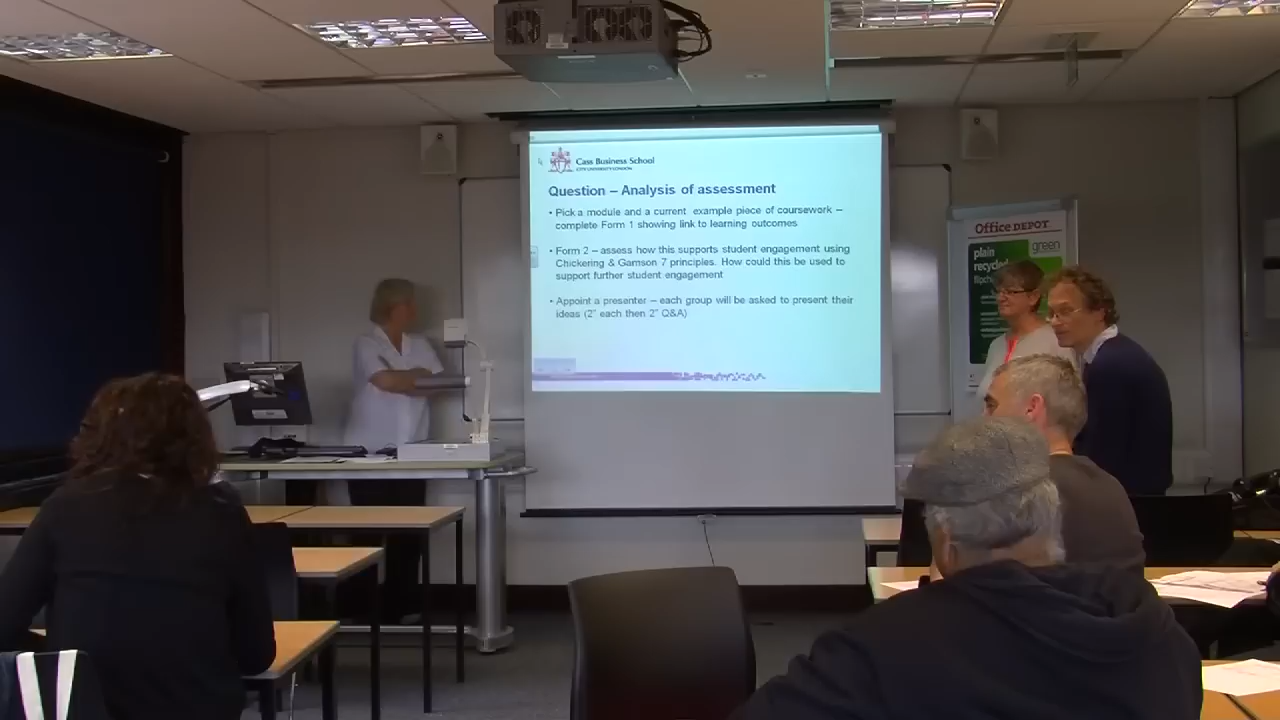 Cass Business School
CITY UNIVERSITY LONDON
Question – Analysis of assessment
• Pick a module and a current example piece of coursework –
complete Form 1 showing link to learning outcomes
• Form 2 – assess how this supports student engagement using
Chickering & Gamson 7 principles. How could this be used to
support further student engagement
• Appoint a presenter – each group will be asked to present their
ideas (2" each then 2" Q&A)
Office DEPOT
green
plain
recycled